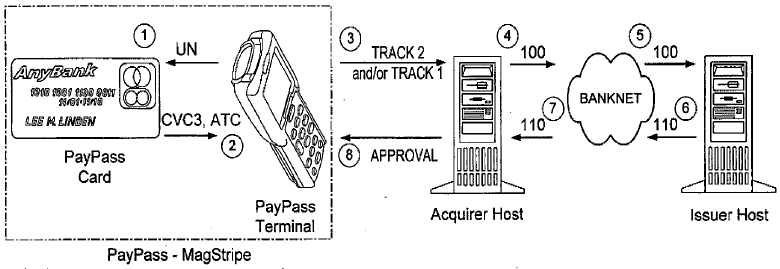 1
UN
AnyBank
LEE M. LINDEN
CVC3, ATC
2
PayPass
Card
PayPass
Terminal
PayPass - MagStripe
3
TRACK 2
and/or TRACK 1
8
APPROVAL
Acquirer Host
4
100
BANKNET
7
110
5
100
6
110
Issuer Host